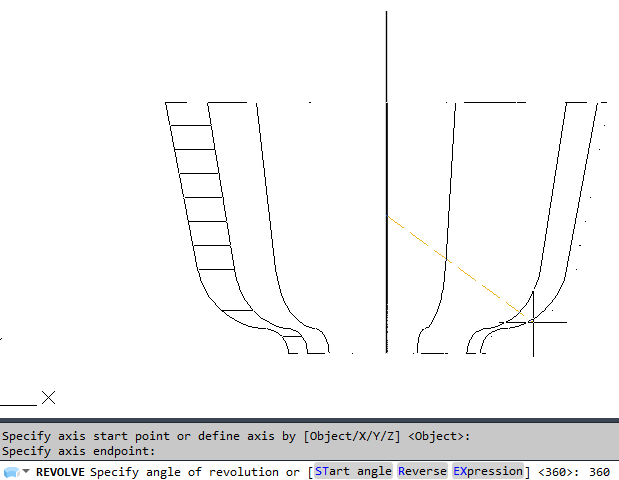 X
Specify axis start point or define axis by [Object/X/Y/Z] <Object>:
Specify axis endpoint:
REVOLVE Specify angle of revolution or [STart angle Reverse EXpression] <360>: 360